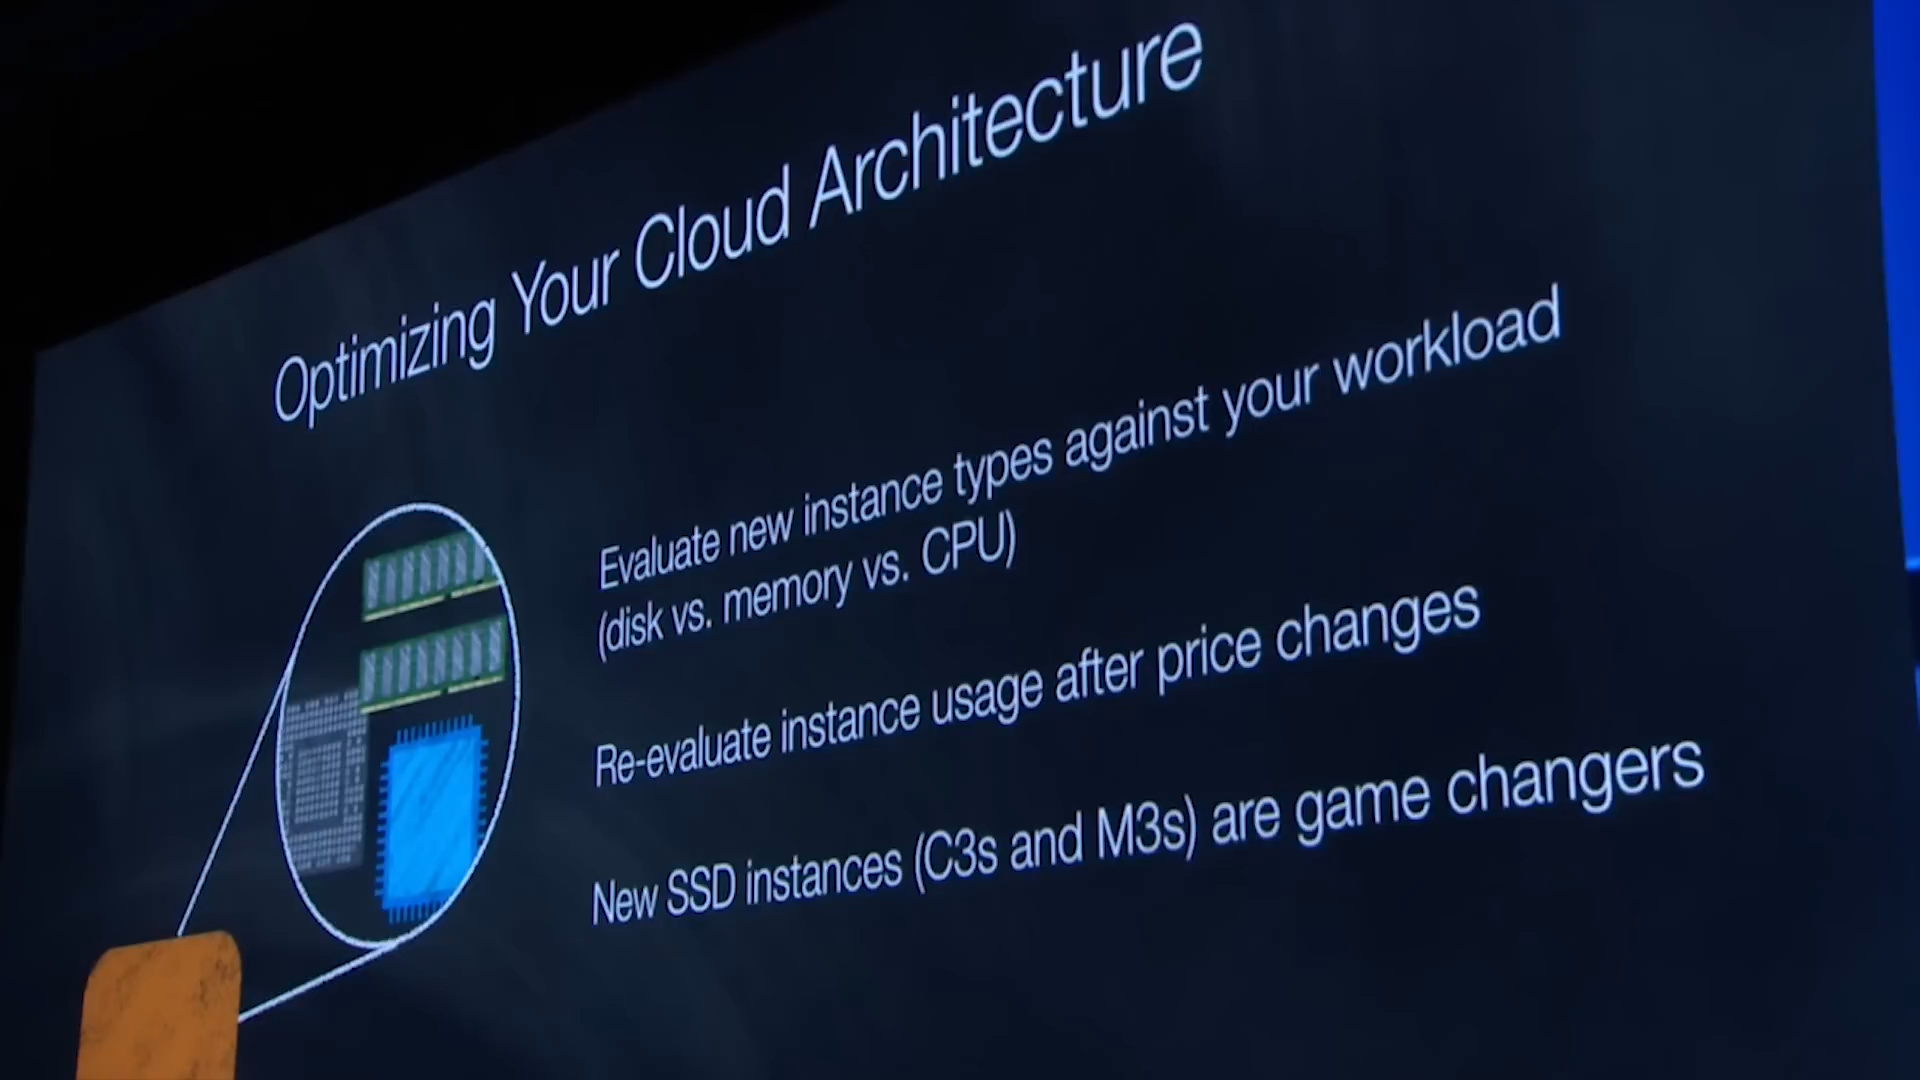 Optimizing Your Cloud Architecture
Evaluate new instance types against your workload
(disk vs. memory vs. CPU)
Re-evaluate instance usage after price changes
New SSD instances (C3s and M3s) are game changers